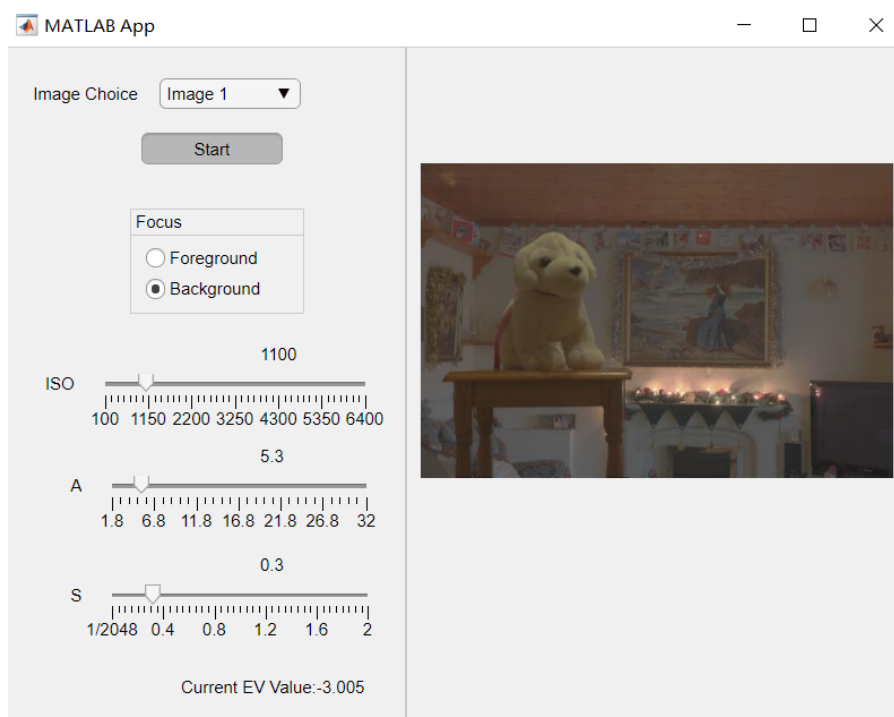 MATLAB App
Image Choice Image 1
Start
Focus
Foreground
Background
1100
ISO
100 1150 2200 3250 4300 5350 6400
5.3
A
1.8 6.8 11.8 16.8 21.8 26.8 32
0.3
S
1/2048 0.4 0.8 1.2 1.6 2
Current EV Value:-3.005